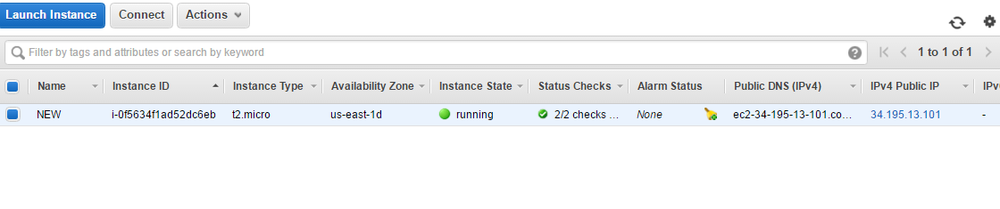 Launch Instance Connect Actions
Filter by tags and attributes or search by keyword ? 1 to 1 of 1
Name Instance ID Instance Type Availability Zone Instance State Status Checks Alarm Status Public DNS (IPv4) IPv4 Public IP IPv
NEW i-0f5634f1ad52dc6eb t2.micro us-east-1d running 2/2 checks ... None ec2-34-195-13-101.co... 34.195.13.101 -